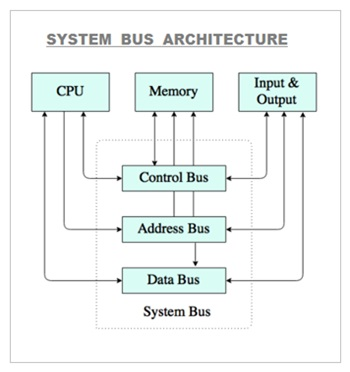 SYSTEM BUS ARCHITECTURE
CPU
Memory
Input &
Output
Control Bus
Address Bus
Data Bus
System Bus